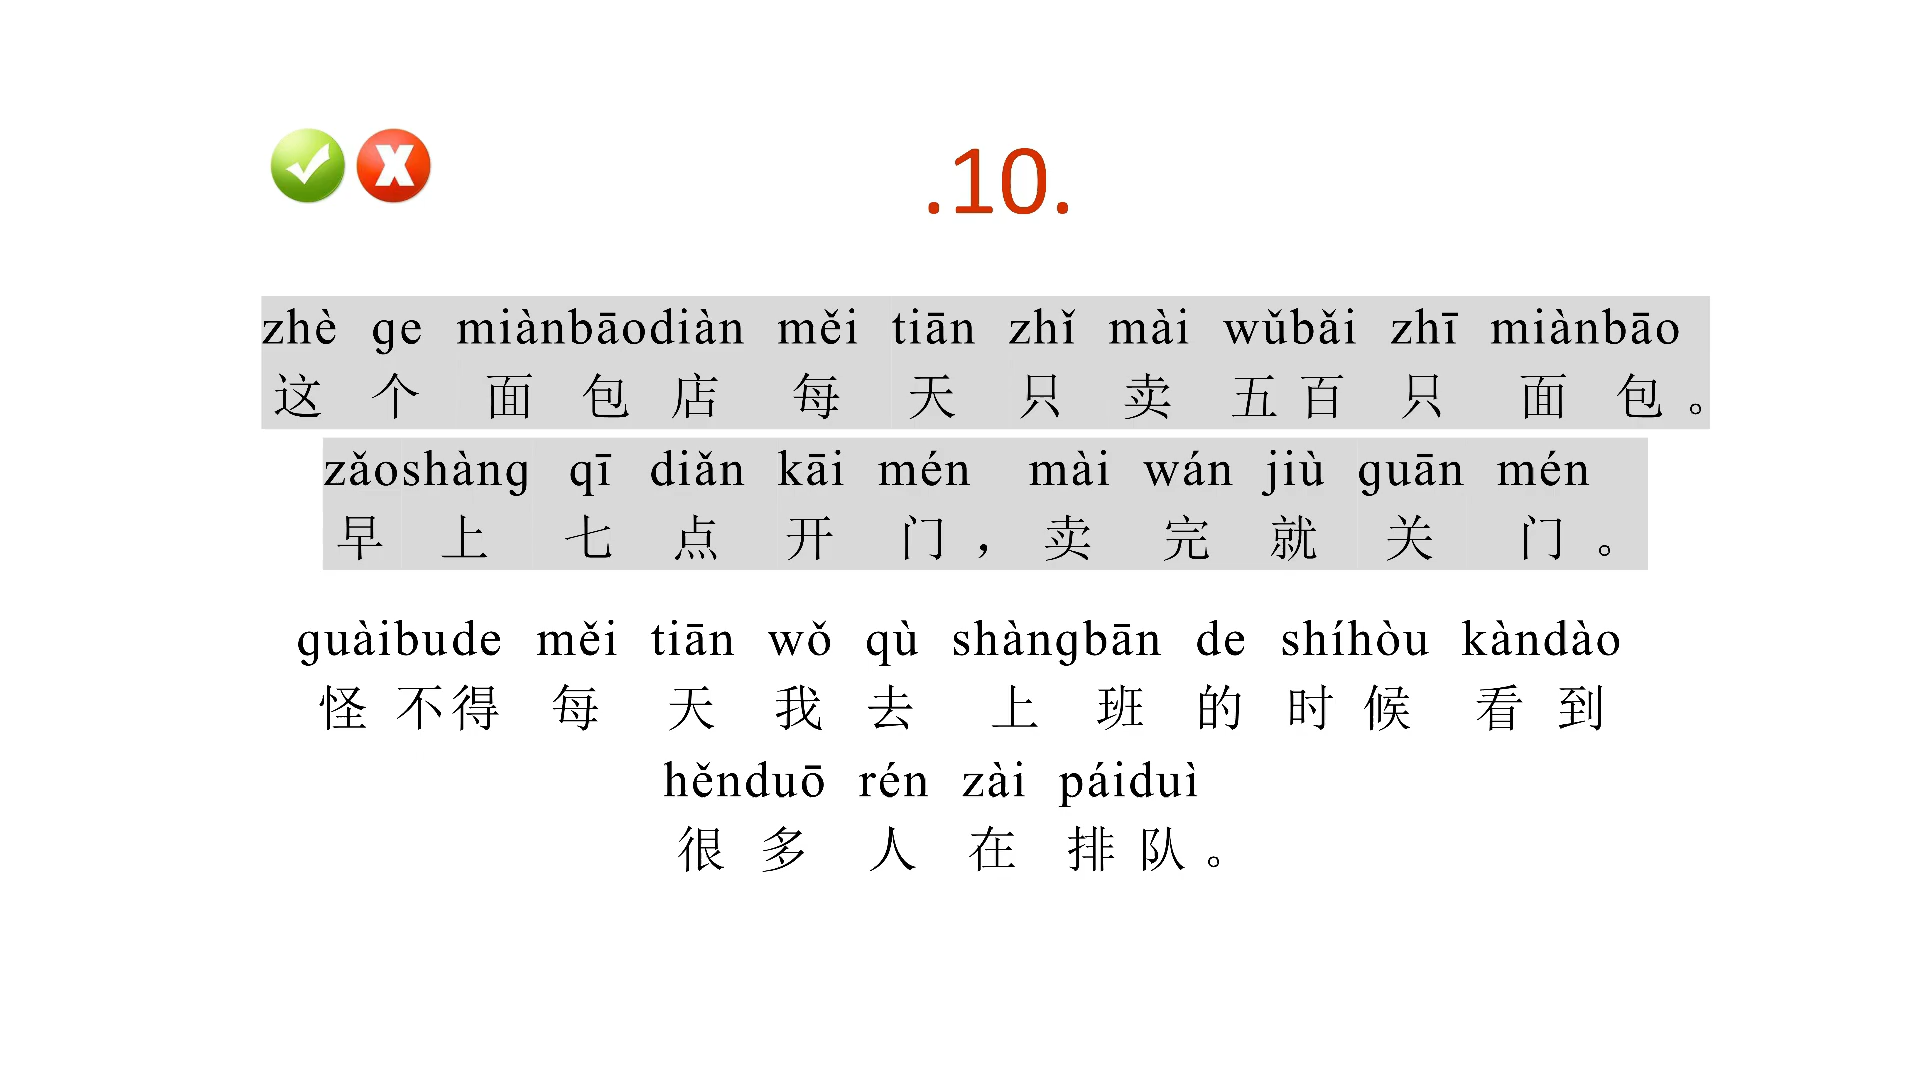 .10.
zhè ge miànbāodiàn měi tiān zhǐ mài wǔbǎi zhī miànbāo
这个面包店每天只卖五百只面包。
zǎoshàng qī diǎn kāi mén mài wán jiù guān mén
早上七点开门，卖完就关门。
guàibude měi tiān wǒ qù shàngbān de shíhòu kàndào
怪不得每天我去上班的时候看到
hěnduō rén zài páiduì
很多人在排队。